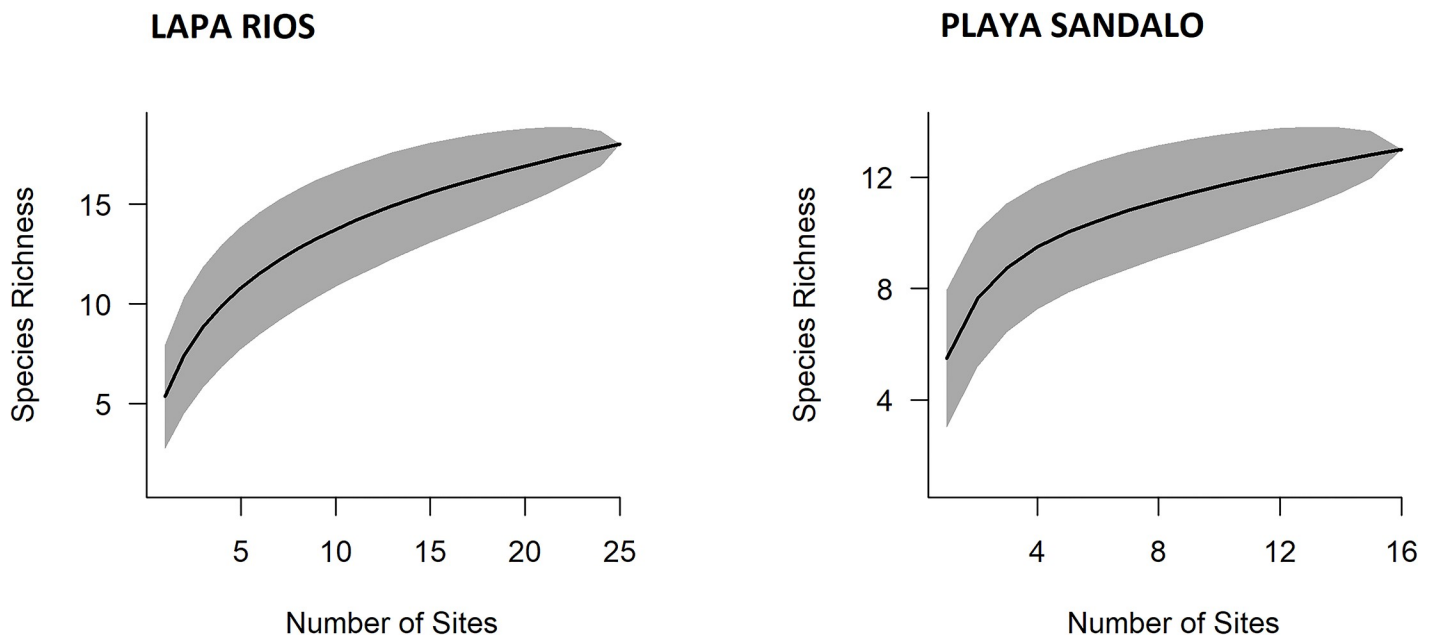 LAPA RIOS
Species Richness
15
10
5
5 10 15 20 25
Number of Sites
PLAYA SANDALO
Species Richness
12
8
4
4 8 12 16
Number of Sites